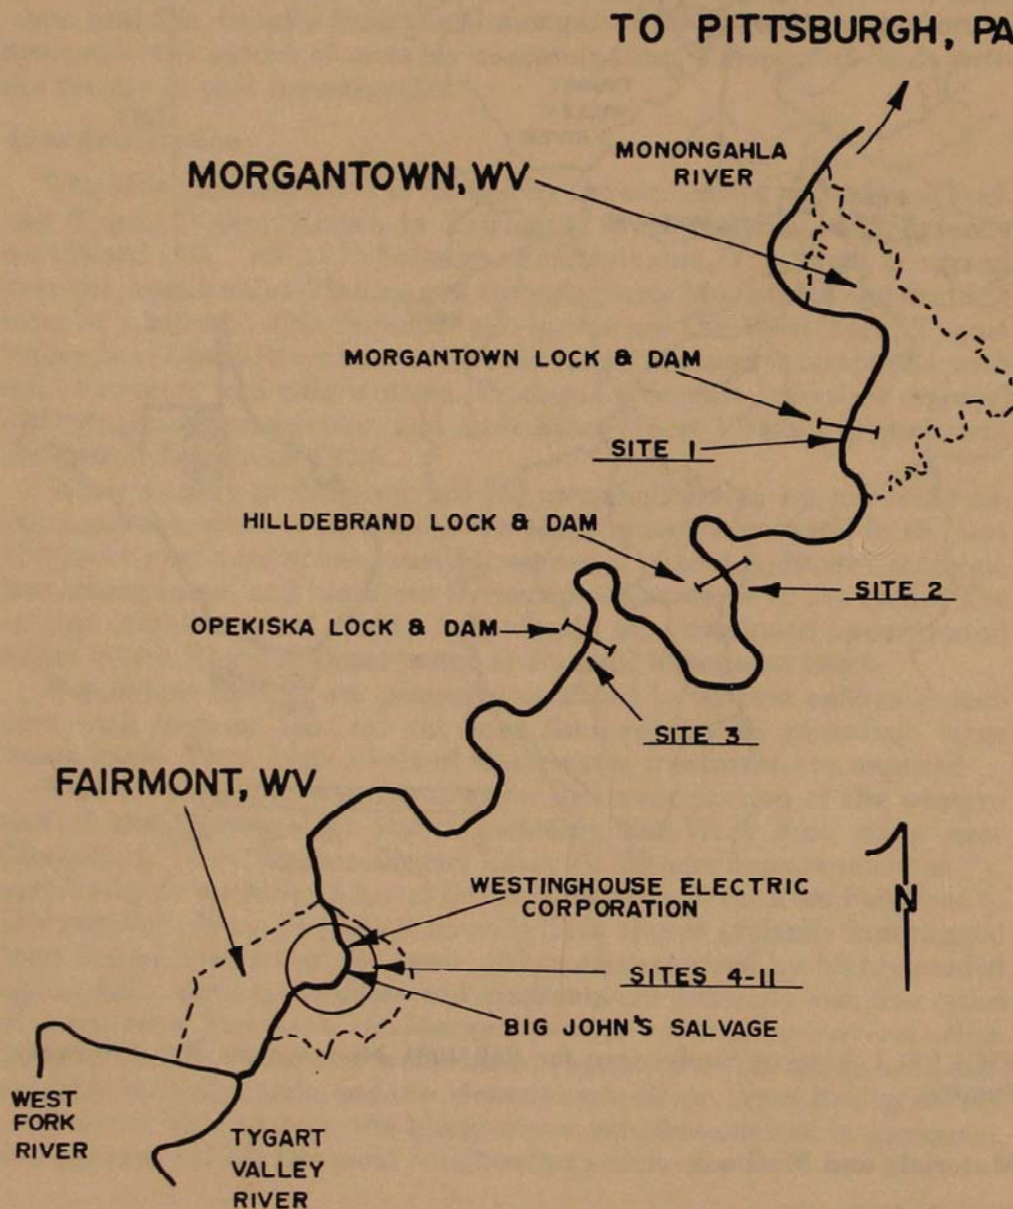 TO PITTSBURGH, PA
MONONGAHLA
RIVER
MORGANTOWN, WV
MORGANTOWN LOCK & DAM
SITE 1
HILLDEBRAND LOCK & DAM
SITE 2
OPEKISKA LOCK & DAM
SITE 3
FAIRMONT, WV
N
WESTINGHOUSE ELECTRIC
CORPORATION
SITES 4-11
BIG JOHN'S SALVAGE
WEST
FORK
RIVER
TYGART
VALLEY
RIVER